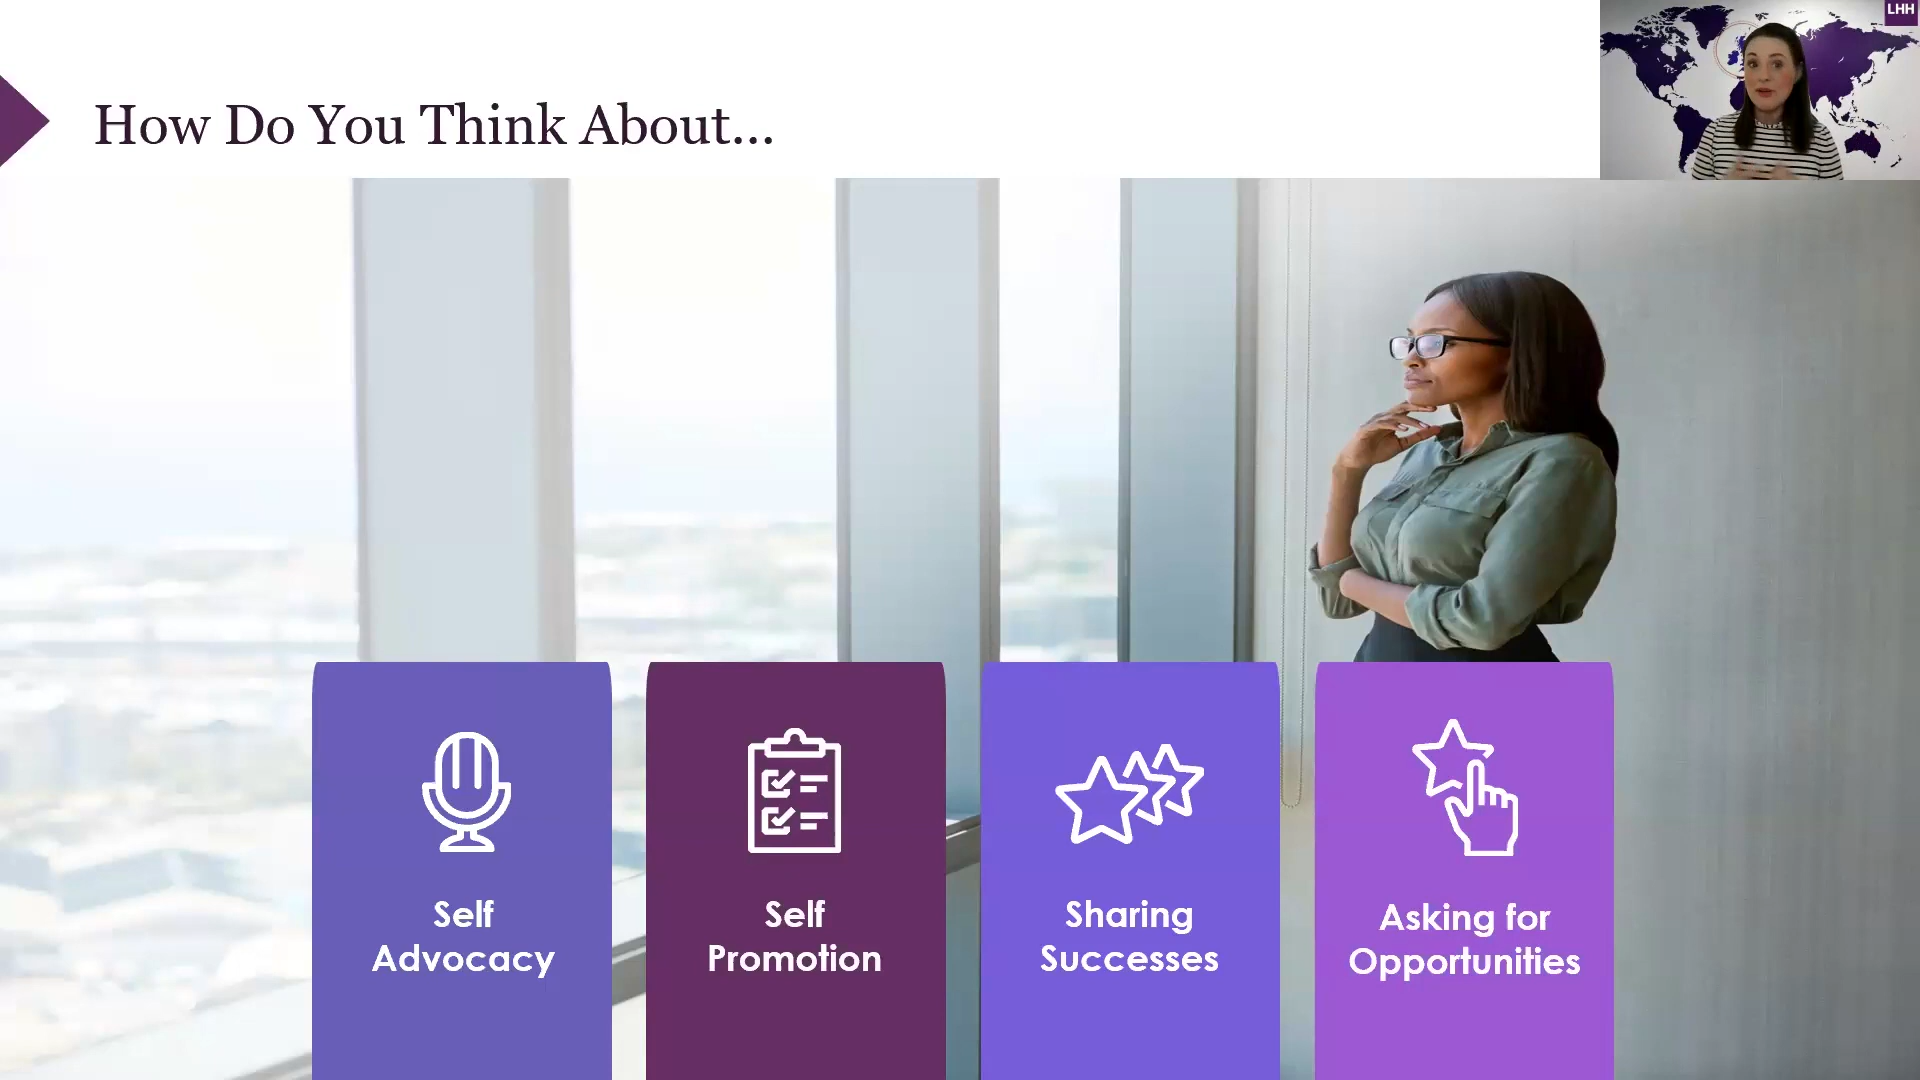 LHH
How Do You Think About...
Self
Advocacy
Self
Promotion
Sharing
Successes
Asking for
Opportunities